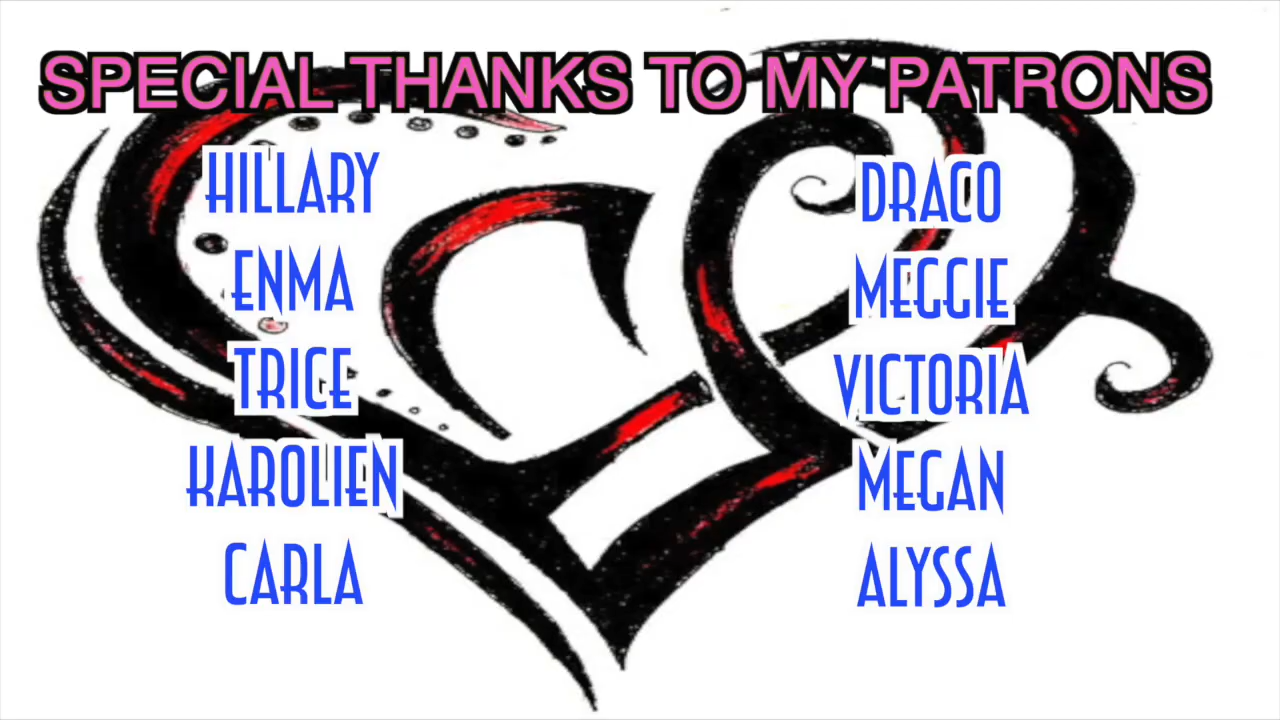 SPECIAL THANKS TO MY PATRONS
HILLARY
ENMA
TRICE
KAROLIEN
CARLA
DRACO
MEGGIE
VICTORIA
MEGAN
ALYSSA